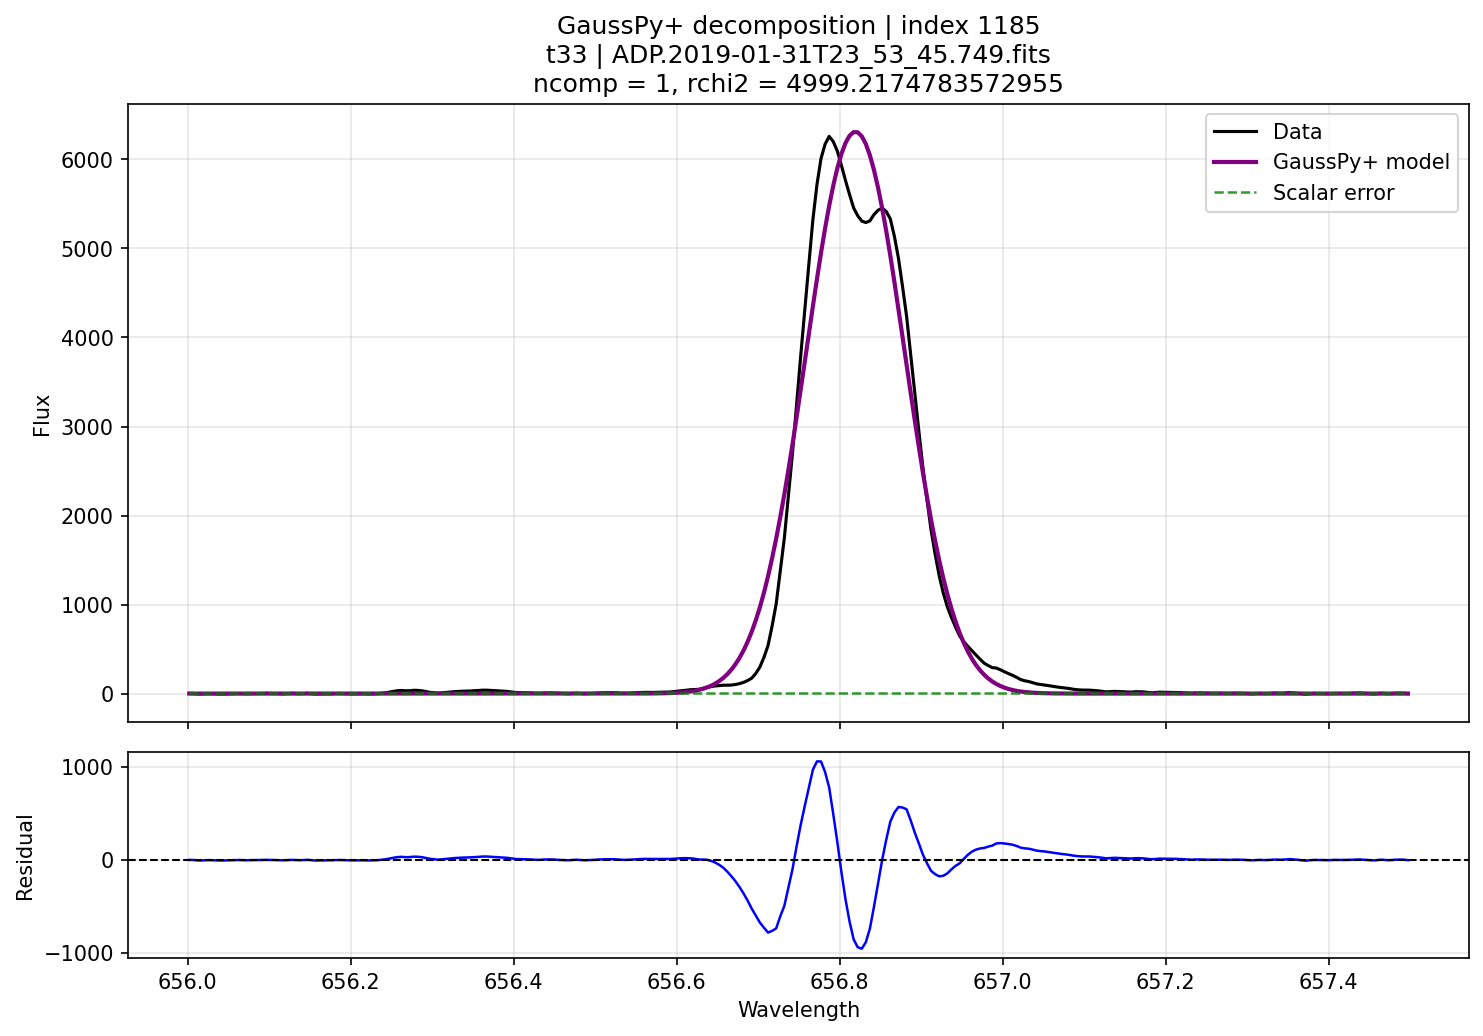 GaussPy+ decomposition | index 1185
t33 | ADP.2019-01-31T23_53_45.749.fits
ncomp = 1, rchi2 = 4999.2174783572955
Data
GaussPy+ model
Scalar error
Flux
6000
5000
4000
3000
2000
1000
0
Residual
1000
0
−1000
656.0 656.2 656.4 656.6 656.8 657.0 657.2 657.4
Wavelength